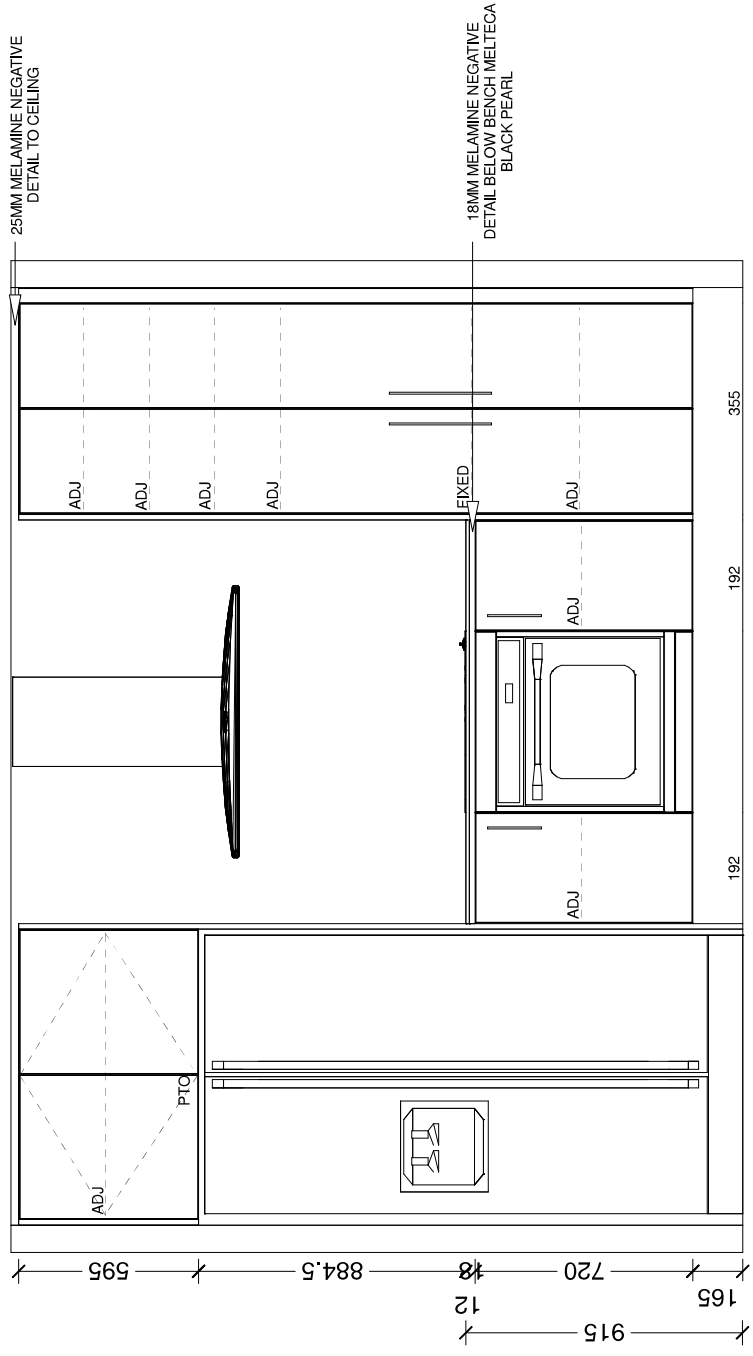 25MM MELAMINE NEGATIVE
DETAIL TO CEILING
18MM MELAMINE NEGATIVE
DETAIL BELOW BENCH MELTECA
BLACK PEARL
ADJ
ADJ
ADJ
ADJ
FIXED
ADJ
355
ADJ
192
ADJ
192
ADJ
PTO
595
884.5
18
12
720
165
915